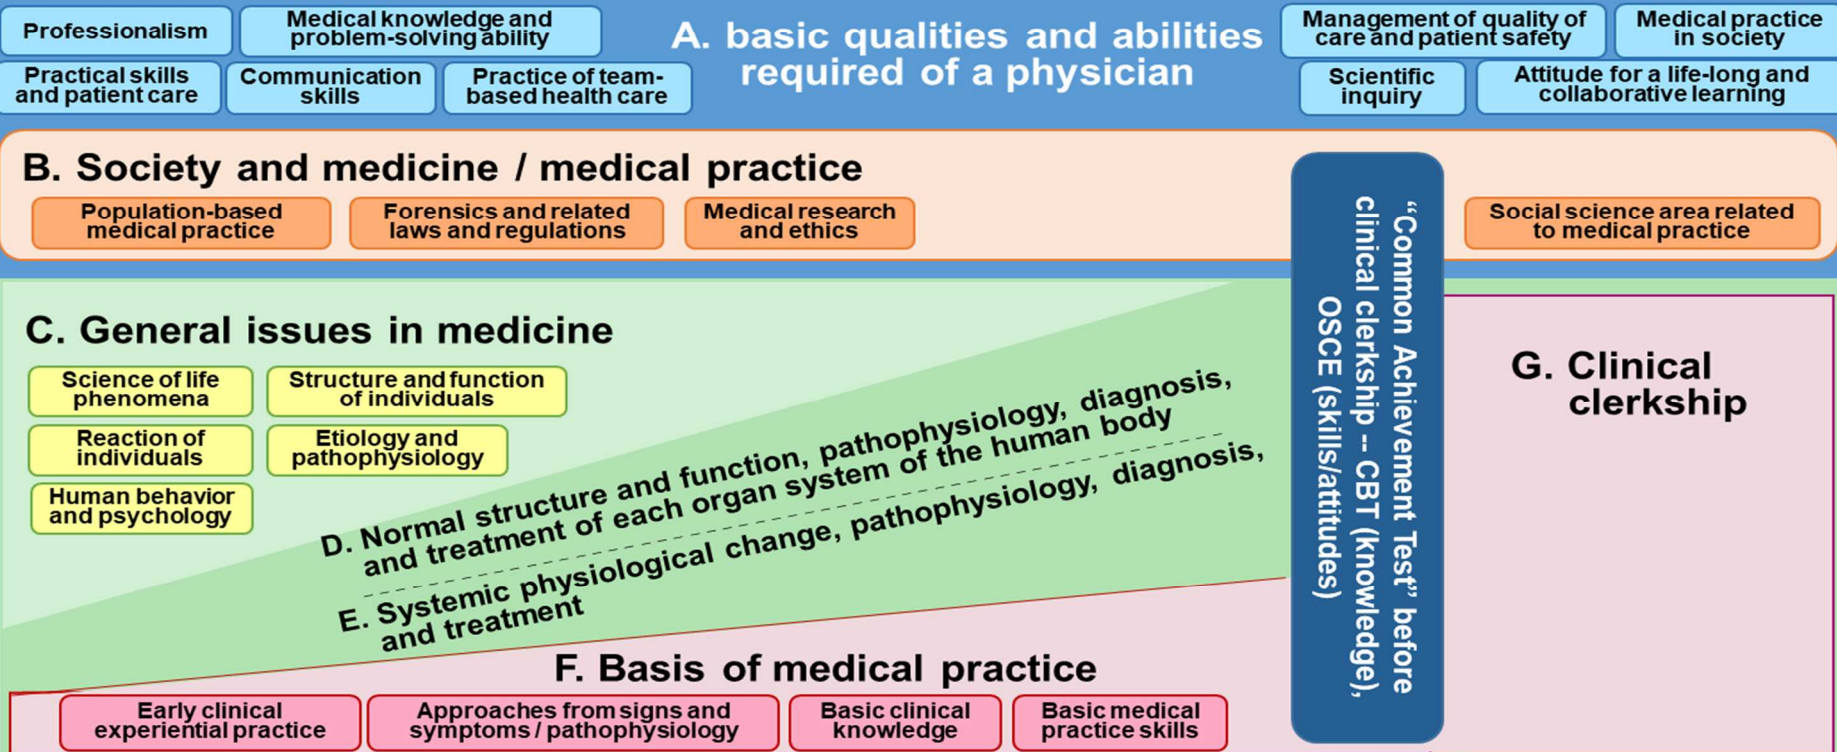 Professionalism
Medical knowledge and
problem-solving ability
Practical skills
and patient care
Communication
skills
Practice of team-
based health care
A. basic qualities and abilities
required of a physician
Management of quality of
care and patient safety
Medical practice
in society
Scientific
inquiry
Attitude for a life-long and
collaborative learning
B. Society and medicine / medical practice
Population-based
medical practice
Forensics and related
laws and regulations
Medical research
and ethics
Social science area related
to medical practice
"Common Achievement Test" before
clinical clerkship -- CBT (knowledge),
OSCE (skills/attitudes)
C. General issues in medicine
Science of life
phenomena
Structure and function
of individuals
Reaction of
individuals
Etiology and
pathophysiology
Human behavior
and psychology
D. Normal structure and function, pathophysiology, diagnosis,
and treatment of each organ system of the human body
E. Systemic physiological change, pathophysiology, diagnosis,
and treatment
F. Basis of medical practice
Early clinical
experiential practice
Approaches from signs and
symptoms / pathophysiology
Basic clinical
knowledge
Basic medical
practice skills
G. Clinical
clerkship